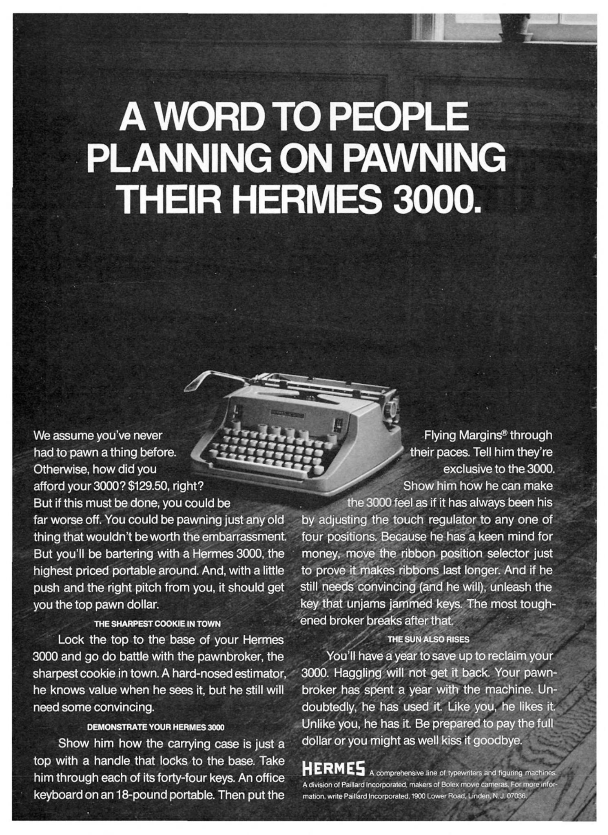 A WORD TO PEOPLE
PLANNING ON PAWNING
THEIR HERMES 3000.
We assume you've never
had to pawn a thing before.
Otherwise, how did you
afford your 3000? $129.50, right?
But if this must be done, you could be
far worse off. You could be pawning just any old
thing that wouldn't be worth the embarrassment.
But you'll be bartering with a Hermes 3000, the
highest priced portable around. And, with a little
push and the right pitch from you, it should get
you the top pawn dollar.
THE SHARPEST COOKIE IN TOWN
Lock the top to the base of your Hermes
3000 and go do battle with the pawnbroker, the
sharpest cookie in town. A hard-nosed estimator,
he knows value when he sees it, but he still will
need some convincing.
DEMONSTRATE YOUR HERMES 3000
Show him how the carrying case is just a
top with a handle that locks to the base. Take
him through each of its forty-four keys. An office
keyboard on an 18-pound portable. Then put the
Flying Margins® through
their paces. Tell him they're
exclusive to the 3000.
Show him how he can make
the 3000 feel as if it has always been his
by adjusting the touch regulator to any one of
four positions. Because he has a keen mind for
money, move the ribbon position selector just
to prove it makes ribbons last longer. And if he
still needs convincing (and he will), unleash the
key that unjams jammed keys. The most tough-
ened broker breaks after that.
THE SUN ALSO RISES
You'll have a year to save up to reclaim your
3000. Haggling will not get it back. Your pawn-
broker has spent a year with the machine. Un-
doubtedly, he has used it. Like you, he likes it.
Unlike you, he has it. Be prepared to pay the full
dollar or you might as well kiss it goodbye.
HERMES A comprehensive line of typewriters and figuring machines.
A division of Paillard Incorporated, makers of Bolex movie cameras. For more infor-
mation, write Paillard Incorporated, 1900 Lower Road, Linden, N.J. 07036.